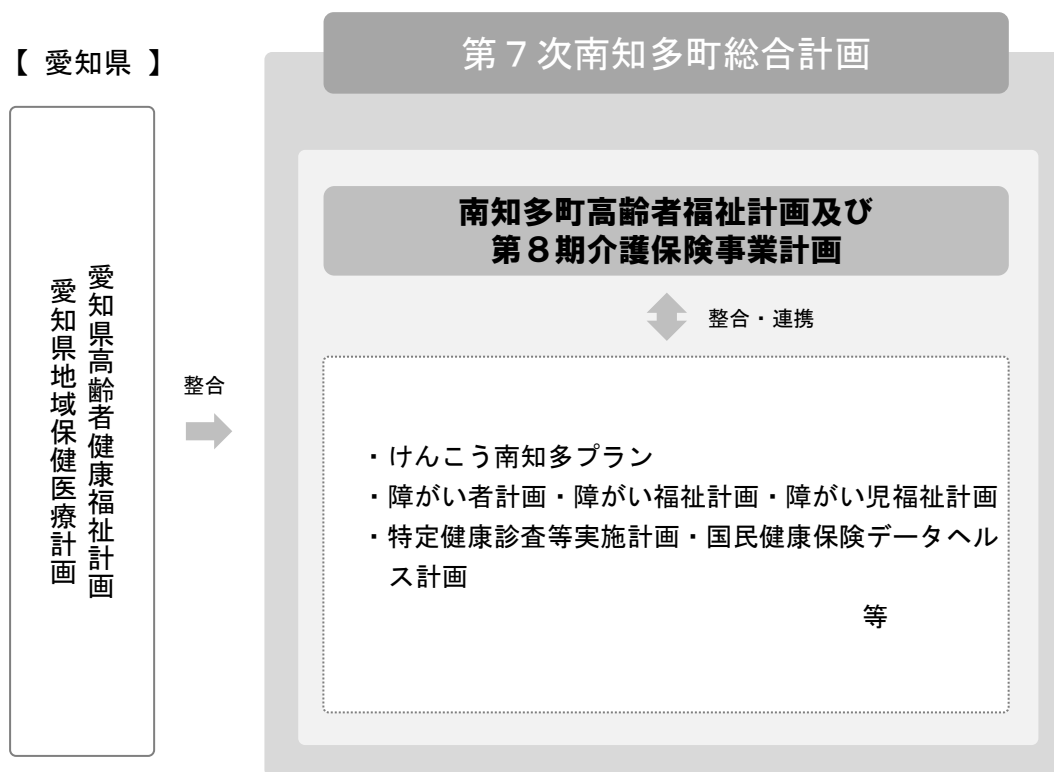 【 愛知県 】
愛知県高齢者健康福祉計画
愛知県地域保健医療計画
整合
第７次南知多町総合計画
南知多町高齢者福祉計画及び
第８期介護保険事業計画
整合・連携
・けんこう南知多プラン
・障がい者計画・障がい福祉計画・障がい児福祉計画
・特定健康診査等実施計画・国民健康保険データヘル
ス計画
等